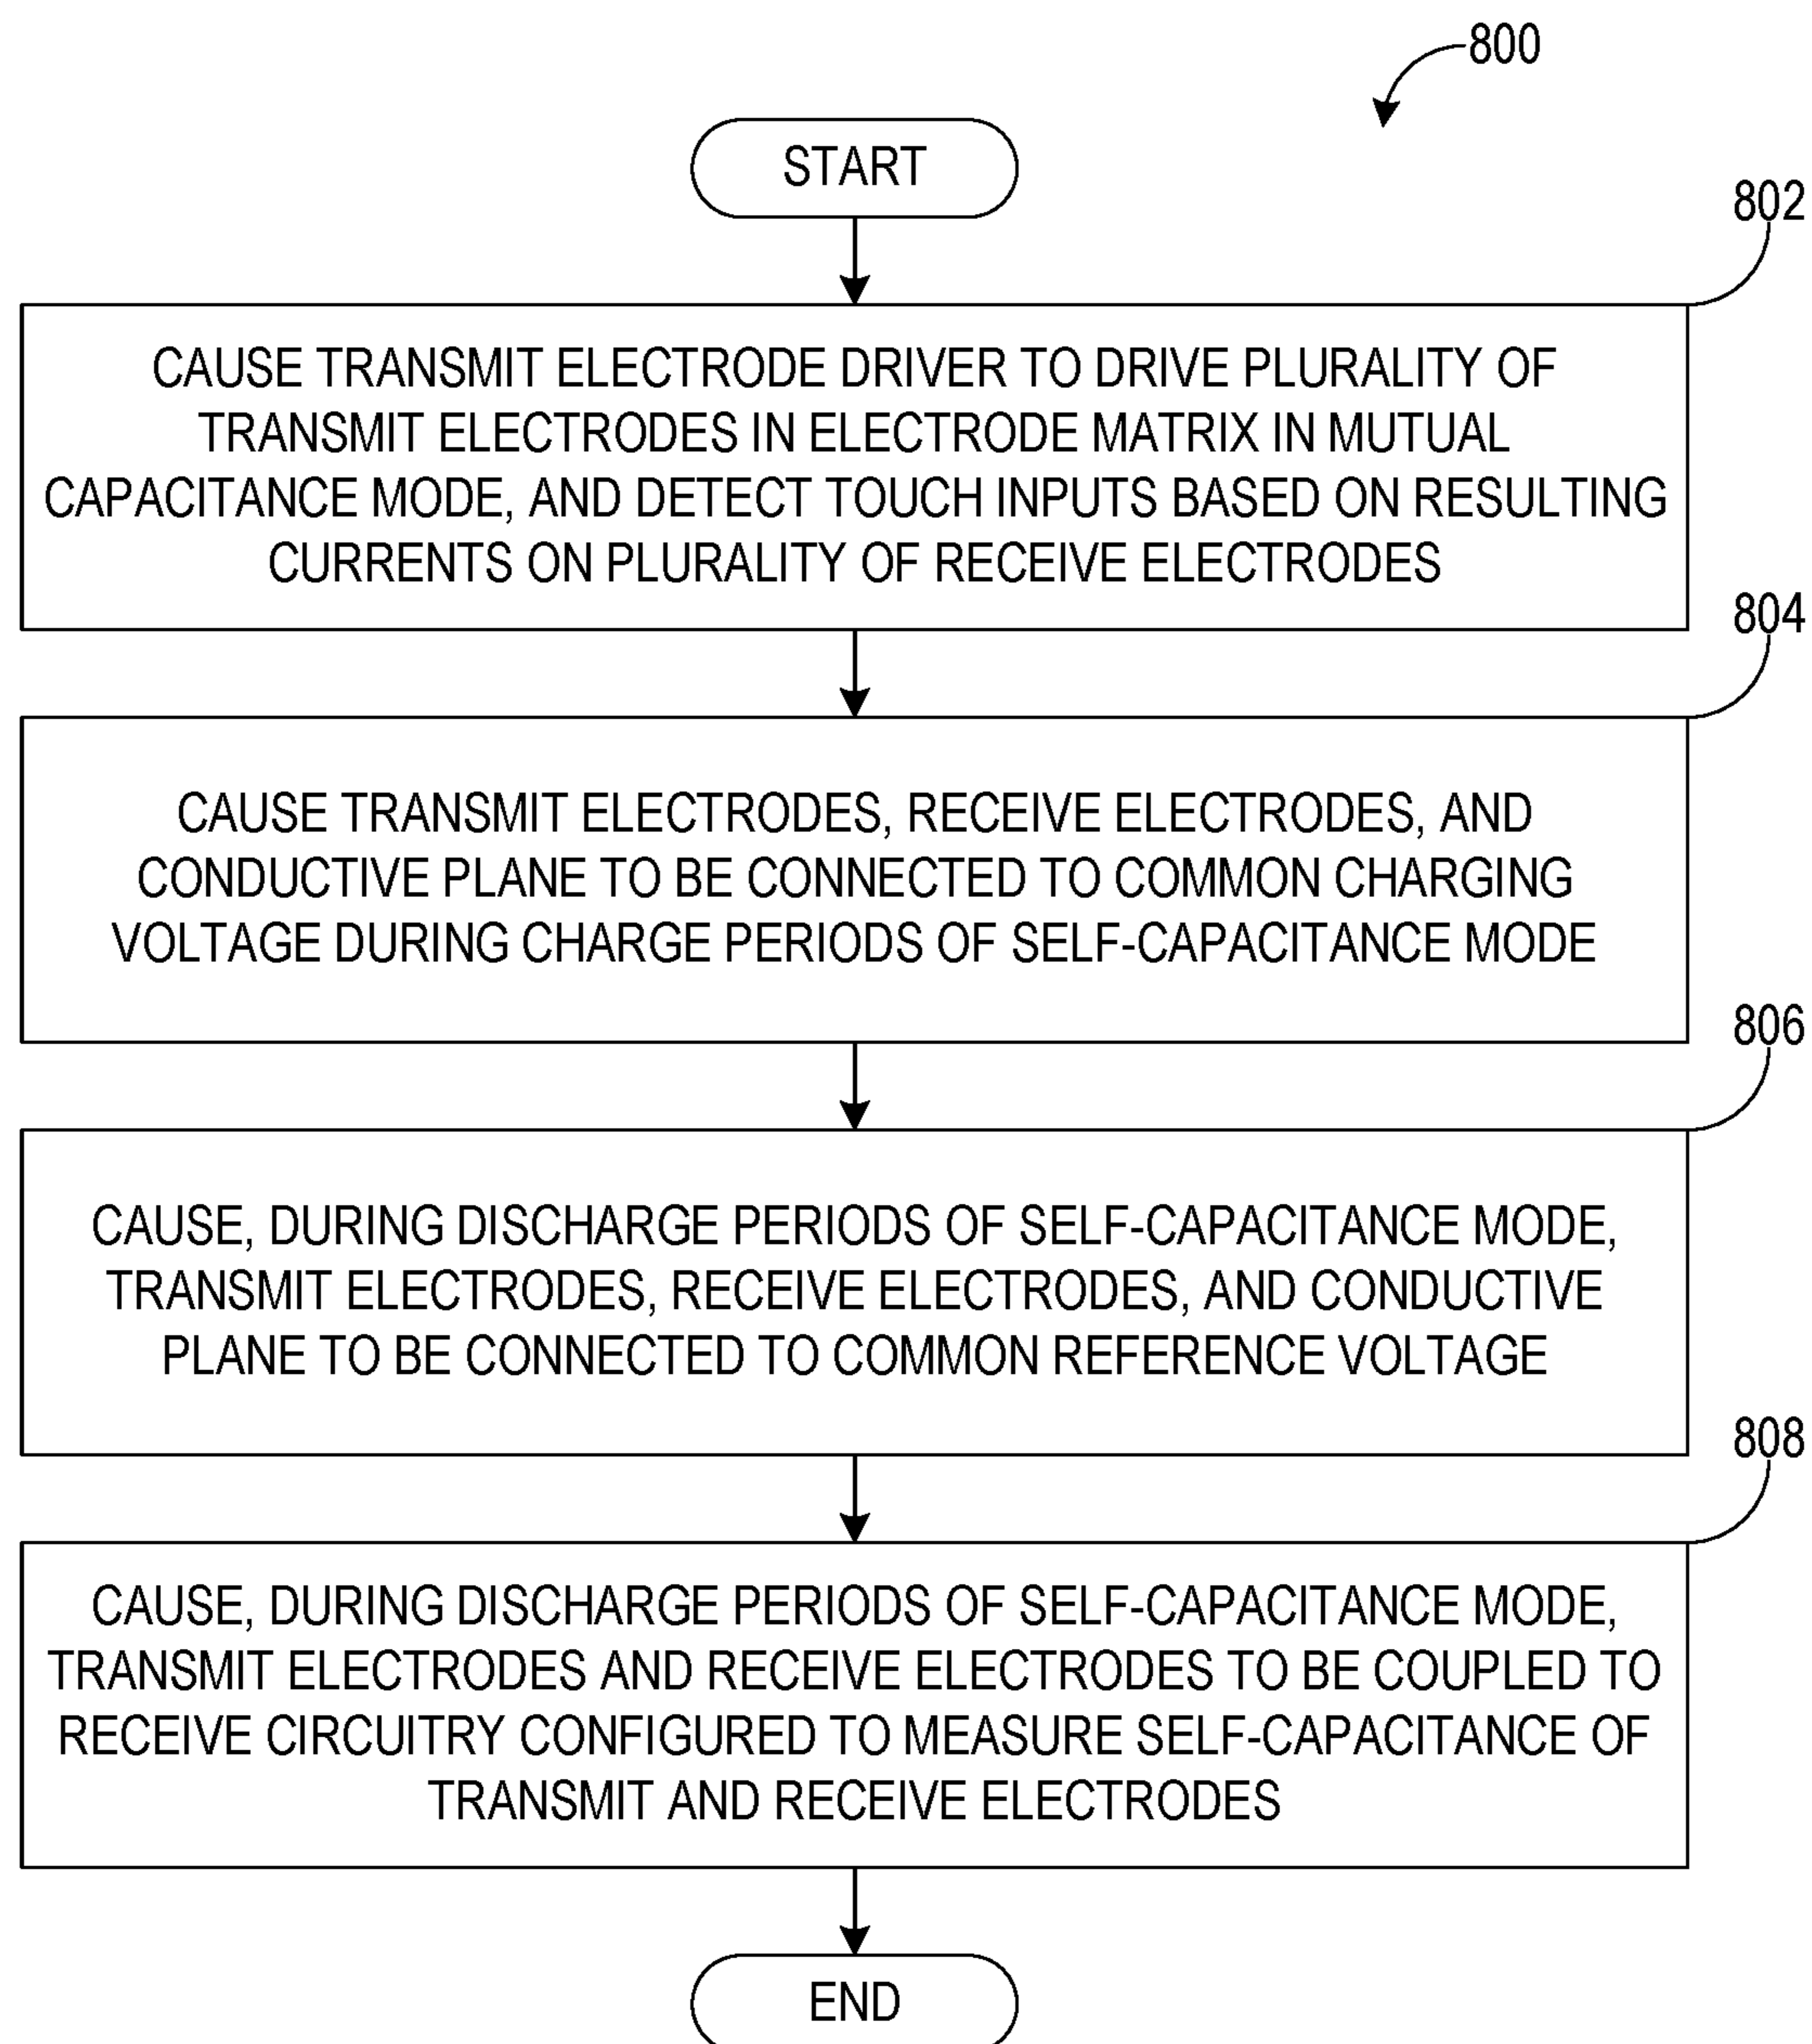 800
START
802
CAUSE TRANSMIT ELECTRODE DRIVER TO DRIVE PLURALITY OF
TRANSMIT ELECTRODES IN ELECTRODE MATRIX IN MUTUAL
CAPACITANCE MODE, AND DETECT TOUCH INPUTS BASED ON RESULTING
CURRENTS ON PLURALITY OF RECEIVE ELECTRODES
804
CAUSE TRANSMIT ELECTRODES, RECEIVE ELECTRODES, AND
CONDUCTIVE PLANE TO BE CONNECTED TO COMMON CHARGING
VOLTAGE DURING CHARGE PERIODS OF SELF-CAPACITANCE MODE
806
CAUSE, DURING DISCHARGE PERIODS OF SELF-CAPACITANCE MODE,
TRANSMIT ELECTRODES, RECEIVE ELECTRODES, AND CONDUCTIVE
PLANE TO BE CONNECTED TO COMMON REFERENCE VOLTAGE
808
CAUSE, DURING DISCHARGE PERIODS OF SELF-CAPACITANCE MODE,
TRANSMIT ELECTRODES AND RECEIVE ELECTRODES TO BE COUPLED TO
RECEIVE CIRCUITRY CONFIGURED TO MEASURE SELF-CAPACITANCE OF
TRANSMIT AND RECEIVE ELECTRODES
END